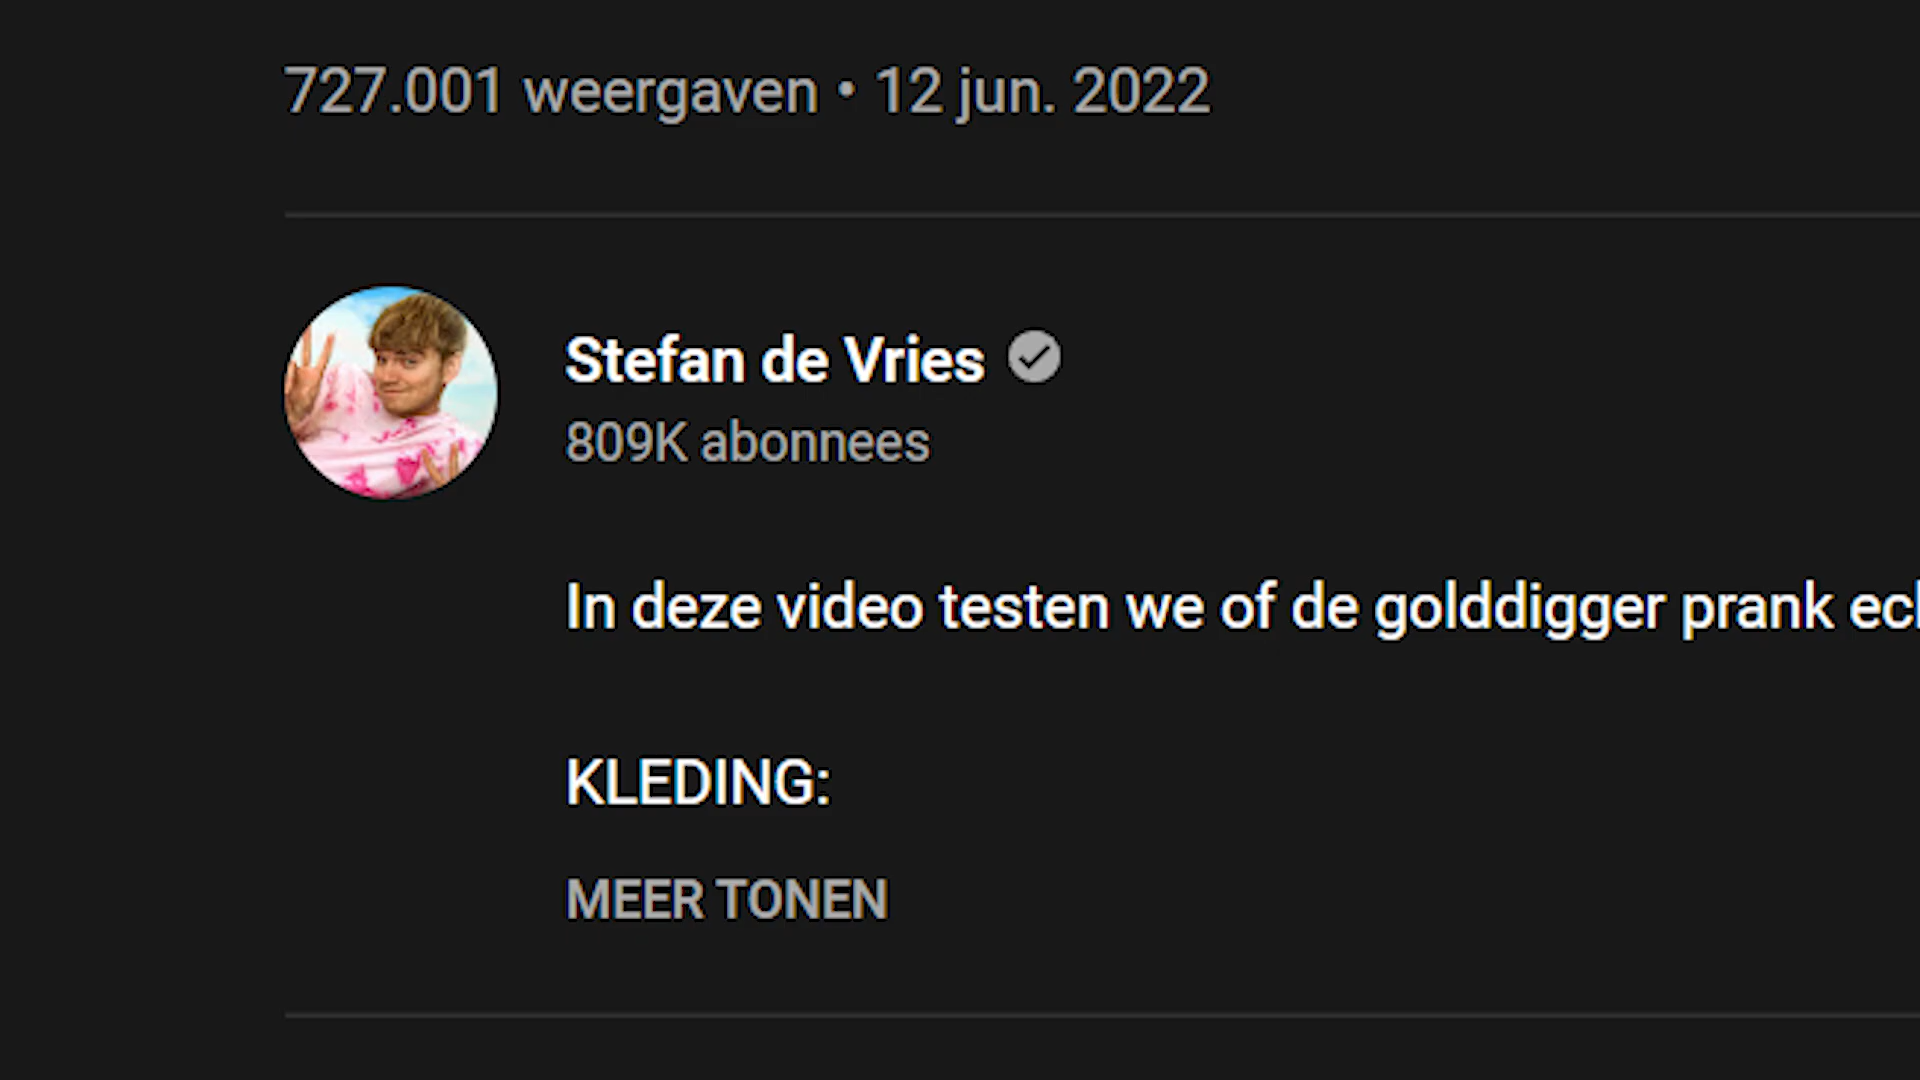 727.001 weergaven • 12 jun. 2022
Stefan de Vries
809K abonnees
In deze video testen we of de golddigger prank
KLEDING:
MEER TONEN